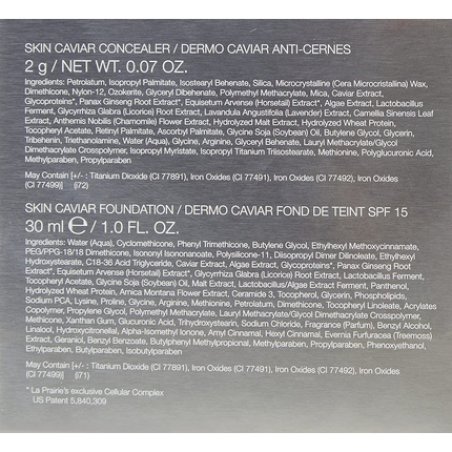 SKIN CAVIAR CONCEALER / DERMO CAVIAR ANTI-CERNES
2 g / NET WT. 0.07 OZ.
Ingredients: Petrolatum, Isopropyl Palmitate, Isostearyl Behenate, Silica, Microcrystalline (Cera Microcristallina) Wax,
Dimethicone, Nylon-12, Ozokerite, Glyceryl Dibehenate, Polymethyl Methacrylate, Mica, Caviar Extract,
Glycoproteins*, Panax Ginseng Root Extract*, Equisetum Arvense (Horsetail) Extract*, Algae Extract, Lactobacillus
Ferment, Glycyrrhiza Glabra (Licorice) Root Extract, Lavandula Angustifolia (Lavender) Extract, Camellia Sinensis Leaf
Extract, Anthemis Nobilis (Chamomile) Flower Extract, Hydrolyzed Malt Extract, Hydrolyzed Wheat Protein,
Tocopheryl Acetate, Retinyl Palmitate, Ascorbyl Palmitate, Glycine Soja (Soybean) Oil, Butylene Glycol, Glycerin,
Tribehenin, Triethanolamine, Water (Aqua), Arginine, Glyceryl Behenate, Lauryl Methacrylate/Glycol
Dimethacrylate Crosspolymer, Isopropyl Myristate, Isopropyl Titanium Triisostearate, Methionine, Polyglucuronic Acid,
Methylparaben, Propylparaben
May Contain [+/- : Titanium Dioxide (CI 77891), Iron Oxides (CI 77491), Iron Oxides (CI 77492), Iron Oxides
(CI 77499)] (I72)
SKIN CAVIAR FOUNDATION / DERMO CAVIAR FOND DE TEINT SPF 15
30 ml ℮ / 1.0 FL. OZ.
Ingredients: Water (Aqua), Cyclomethicone, Phenyl Trimethicone, Butylene Glycol, Ethylhexyl Methoxycinnamate,
PEG/PPG-18/18 Dimethicone, Isononyl Isononanoate, Polysilicone-11, Diisopropyl Dimer Dilinoleate, Ethylhexyl
Hydroxystearate, C18-36 Acid Triglyceride, Caviar Extract, Algae Extract, Glycoproteins*, Panax Ginseng Root
Extract*, Equisetum Arvense (Horsetail) Extract*, Glycyrrhiza Glabra (Licorice) Root Extract, Lactobacillus Ferment,
Tocopheryl Acetate, Glycine Soja (Soybean) Oil, Malt Extract, Lactobacillus/Algae Extract Ferment, Panthenol,
Hydrolyzed Wheat Protein, Arnica Montana Flower Extract, Ceramide 3, Tocopherol, Glycerin, Phospholipids,
Sodium PCA, Lysine, Proline, Glycine, Arginine, Methionine, Petrolatum, Dimethicone, Tocopheryl Linoleate, Acrylates
Copolymer, Propylene Glycol, Polymethyl Methacrylate, Lauryl Methacrylate/Glycol Dimethacrylate Crosspolymer,
Methicone, Xanthan Gum, Glucuronic Acid, Trihydroxystearin, Sodium Chloride, Fragrance (Parfum), Benzyl Alcohol,
Linalool, Hydroxycitronellal, Alpha-Isomethyl Ionone, Amyl Cinnamal, Hexyl Cinnamal, Evernia Furfuracea (Treemoss)
Extract, Geraniol, Benzyl Benzoate, Butylphenyl Methylpropional, Methylparaben, Propylparaben, Phenoxyethanol,
Ethylparaben, Butylparaben, Isobutylparaben
May Contain [+/- : Titanium Dioxide (CI 77891), Iron Oxides (CI 77491), Iron Oxides (CI 77492), Iron Oxides
(CI 77499)] (I71)
* La Prairie's exclusive Cellular Complex
US Patent 5,840,309